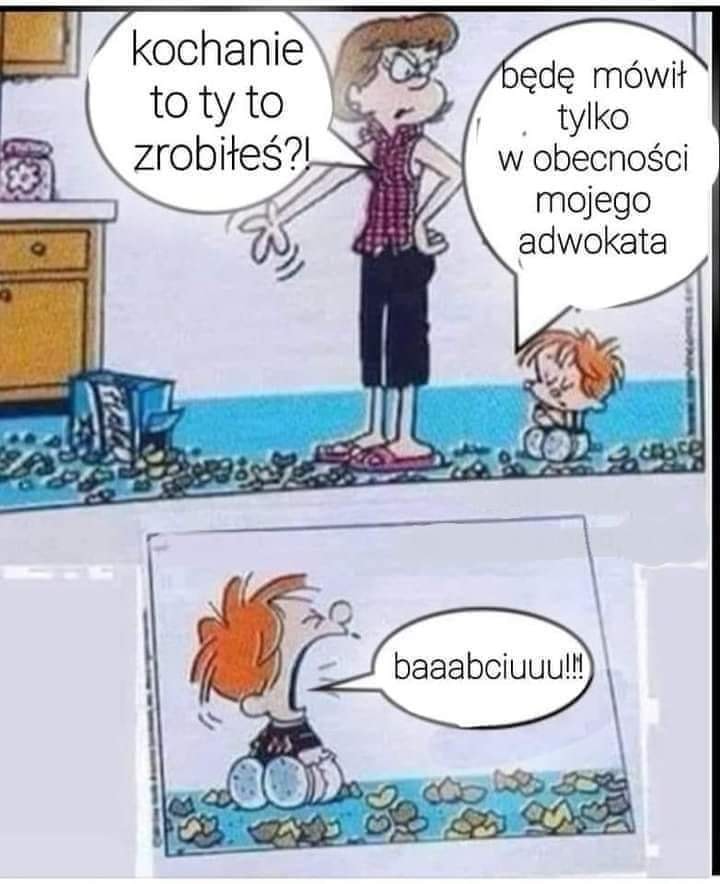 kochanie
to ty to
zrobiłeś?!
będę mówił
tylko
w obecności
mojego
adwokata
baaabciuuu!!!